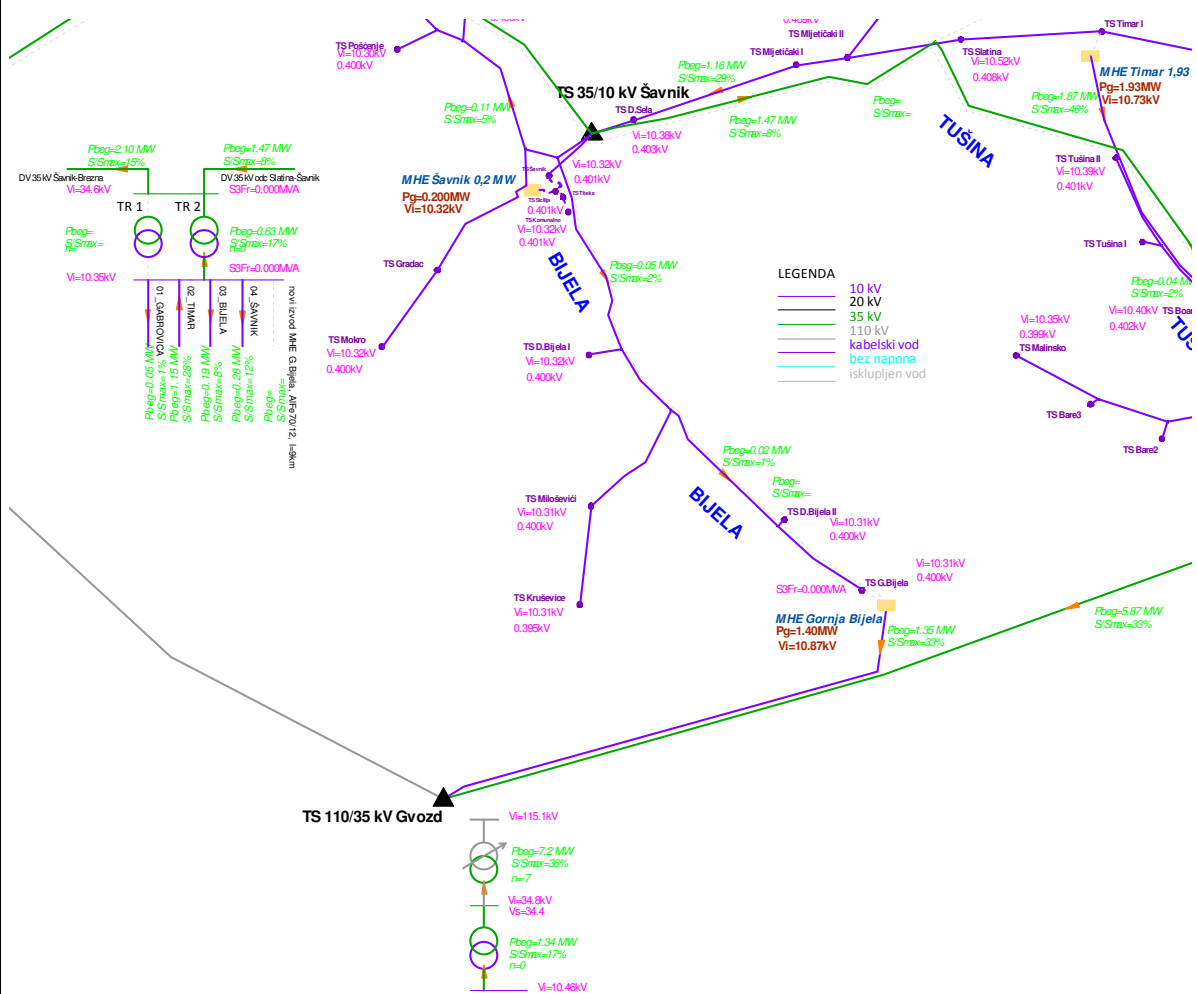 TS Pošćenje
Vi=10.30kV
0.400kV
TS Mljetičaki II
TS Mljetičaki I
Pbeg=1.16 MW
S/Smax=29%
TS 35/10 kV Šavnik
TS D.Sela
Pbeg=0.11 MW
S/Smax=5%
Vi=10.38kV
0.403kV
Pbeg=1.47 MW
S/Smax=8%
TS Slatina
Vi=10.52kV
0.408kV
Pbeg=
S/Smax=
TUŠINA
TS Timar I
MHE Timar 1,93
Pg=1.93MW
Vi=10.73kV
Pbeg=1.87 MW
S/Smax=46%
TS Tušina II
Vi=10.39kV
0.401kV
TS Tušina I
Pbeg=0.04 MW
S/Smax=2%
Vi=10.40kV
0.402kV
Pbeg=2.10 MW
S/Smax=15%
Pbeg=1.47 MW
S/Smax=8%
DV 35 kV Šavnik-Brezna
Vi=34.6kV
DV 35kV odc Slatina-Šavnik
S3Fr=0.000MVA
TR 1
TR 2
Pbeg=
S/Smax=
n=
Pbeg=0.63 MW
S/Smax=17%
n=0
Vi=10.35kV
S3Fr=0.000MVA
01_GABROVICA
02_TIMAR
03_BIJELA
04_ŠAVNIK
novi izvod MHE G.Bijela, AlFe 70/12, l=9km
Pbeg=0.05 MW
S/Smax=1%
Pbeg=1.15 MW
S/Smax=28%
Pbeg=0.19 MW
S/Smax=8%
Pbeg=0.28 MW
S/Smax=12%
Pbeg=
S/Smax=
MHE Šavnik 0,2 MW
Pg=0.200MW
Vi=10.32kV
TS Šavnik
Vi=10.32kV
0.401kV
TS Sicilija
TS Titeks
0.401kV
TS Komunalno
Vi=10.32kV
0.401kV
TS Gradac
BIJELA
Pbeg=0.05 MW
S/Smax=2%
TS Mokro
Vi=10.32kV
0.400kV
TS D.Bijela I
Vi=10.32kV
0.400kV
LEGENDA
10 kV
20 kV
35 kV
110 kV
kabelski vod
bez napona
isklupljen vod
Vi=10.35kV
0.399kV
TS Malinsko
TS Bare3
TS Bare2
Pbeg=0.02 MW
S/Smax=1%
Pbeg=
S/Smax=
BIJELA
TS Miloševići
Vi=10.31kV
0.400kV
TS D.Bijela II
Vi=10.31kV
0.400kV
Vi=10.31kV
0.400kV
S3Fr=0.000MVA
TS G.Bijela
TS Kruševice
Vi=10.31kV
0.395kV
MHE Gornja Bijela
Pg=1.40MW
Vi=10.87kV
Pbeg=1.35 MW
S/Smax=33%
Pbeg=5.87 MW
S/Smax=33%
TS 110/35 kV Gvozd
Vi=115.1kV
Pbeg=7.2 MW
S/Smax=36%
n=-7
Vi=34.8kV
Vs=34.4
Pbeg=1.34 MW
S/Smax=17%
n=0
Vi=10.46kV